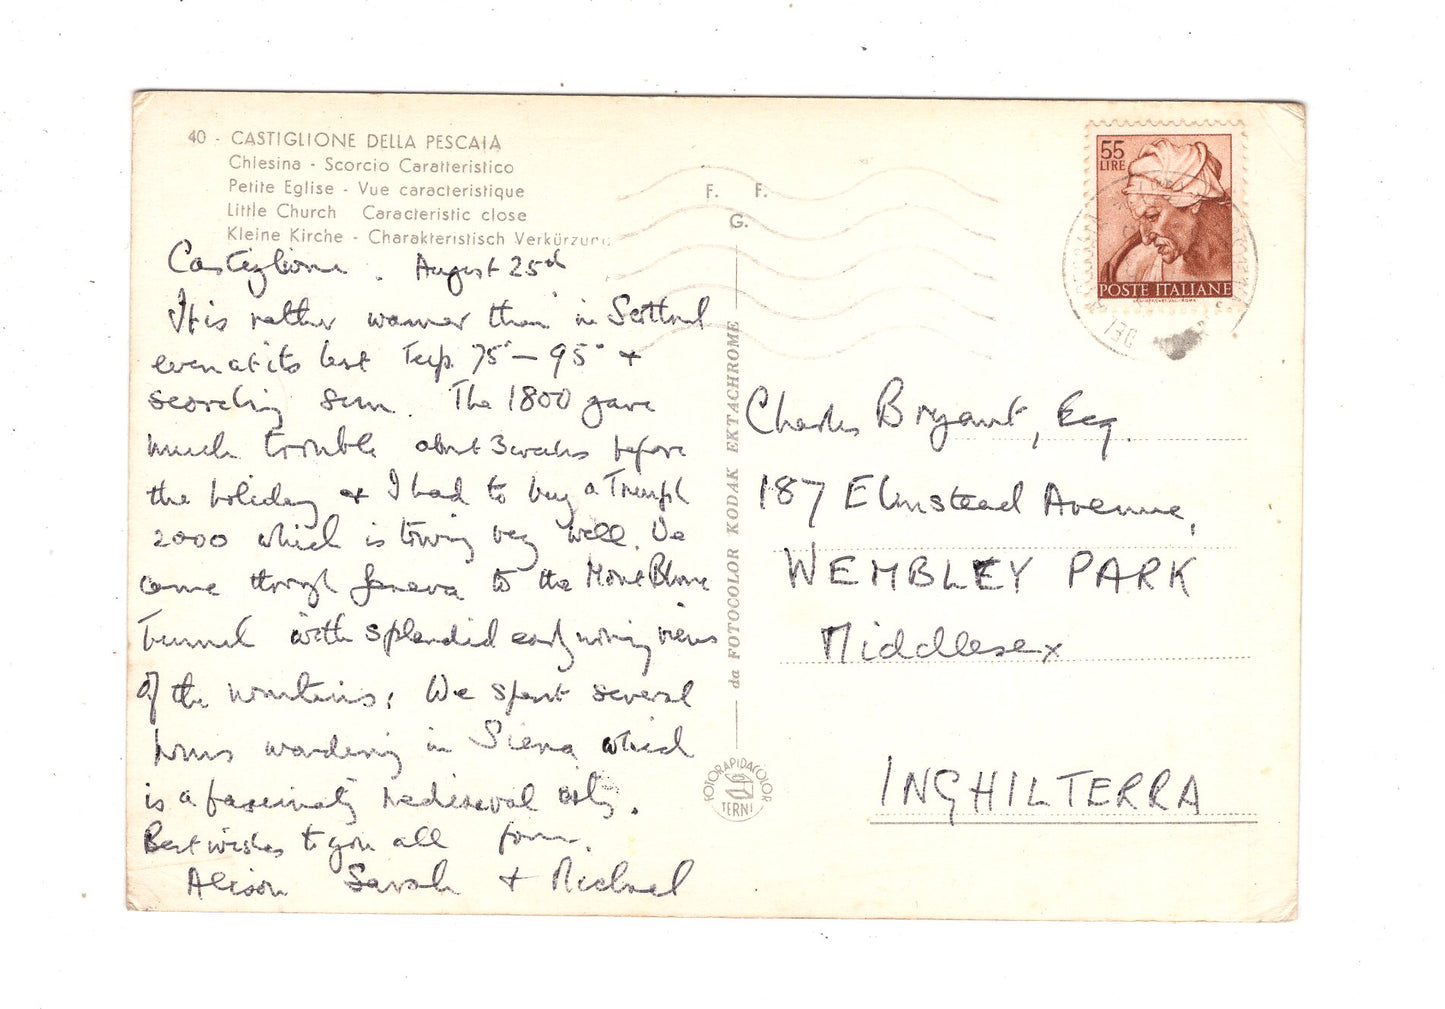 40 - CASTIGLIONE DELLA PESCAIA
Chiesina - Scorcio Caratteristico
Petite Eglise - Vue caracteristique
Little Church Caracteristic close
Kleine Kirche - Charakteristisch Verkürzung
Castiglione. August 25th
It is rather warmer than in Scotland
even at its best Temp. 75° - 95° +
scorching sun. The 1800 gave
much trouble about 3 weeks before
the holiday & I had to buy a Triumph
2000 which is towing very well. We
came through Geneva to the Mont Blanc
Tunnel with splendid early morning views
of the mountains. We spent several
hours wandering in Siena which
is a fascinating mediaeval city.
Best wishes to you all from,
Alison Sarah + Michael
F. F.
G.
da FOTOCOLOR KODAK EKTACHROME
FOTORAPIDACOLOR
TERNI
55
LIRE
POSTE ITALIANE
Charles Bryant, Esq.
187 Elmstead Avenue,
WEMBLEY PARK
Middlesex
INGHILTERRA